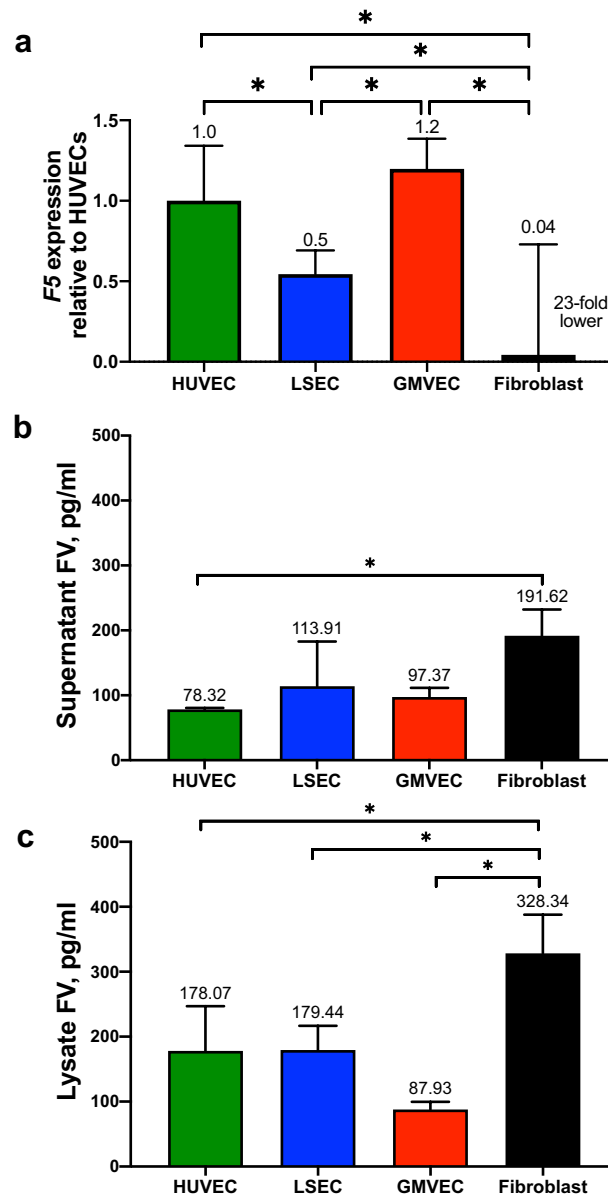 a
*
*
* * *
F5 expression
relative to HUVECs
1.5
1.0
0.5
0.0
1.0
0.5
1.2
0.04
23-fold
lower
HUVEC LSEC GMVEC Fibroblast
b
Supernatant FV, pg/ml
500
400
300
200
100
0
*
78.32
113.91
97.37
191.62
HUVEC LSEC GMVEC Fibroblast
c
Lysate FV, pg/ml
500
400
300
200
100
0
*
*
*
178.07
179.44
87.93
328.34
HUVEC LSEC GMVEC Fibroblast